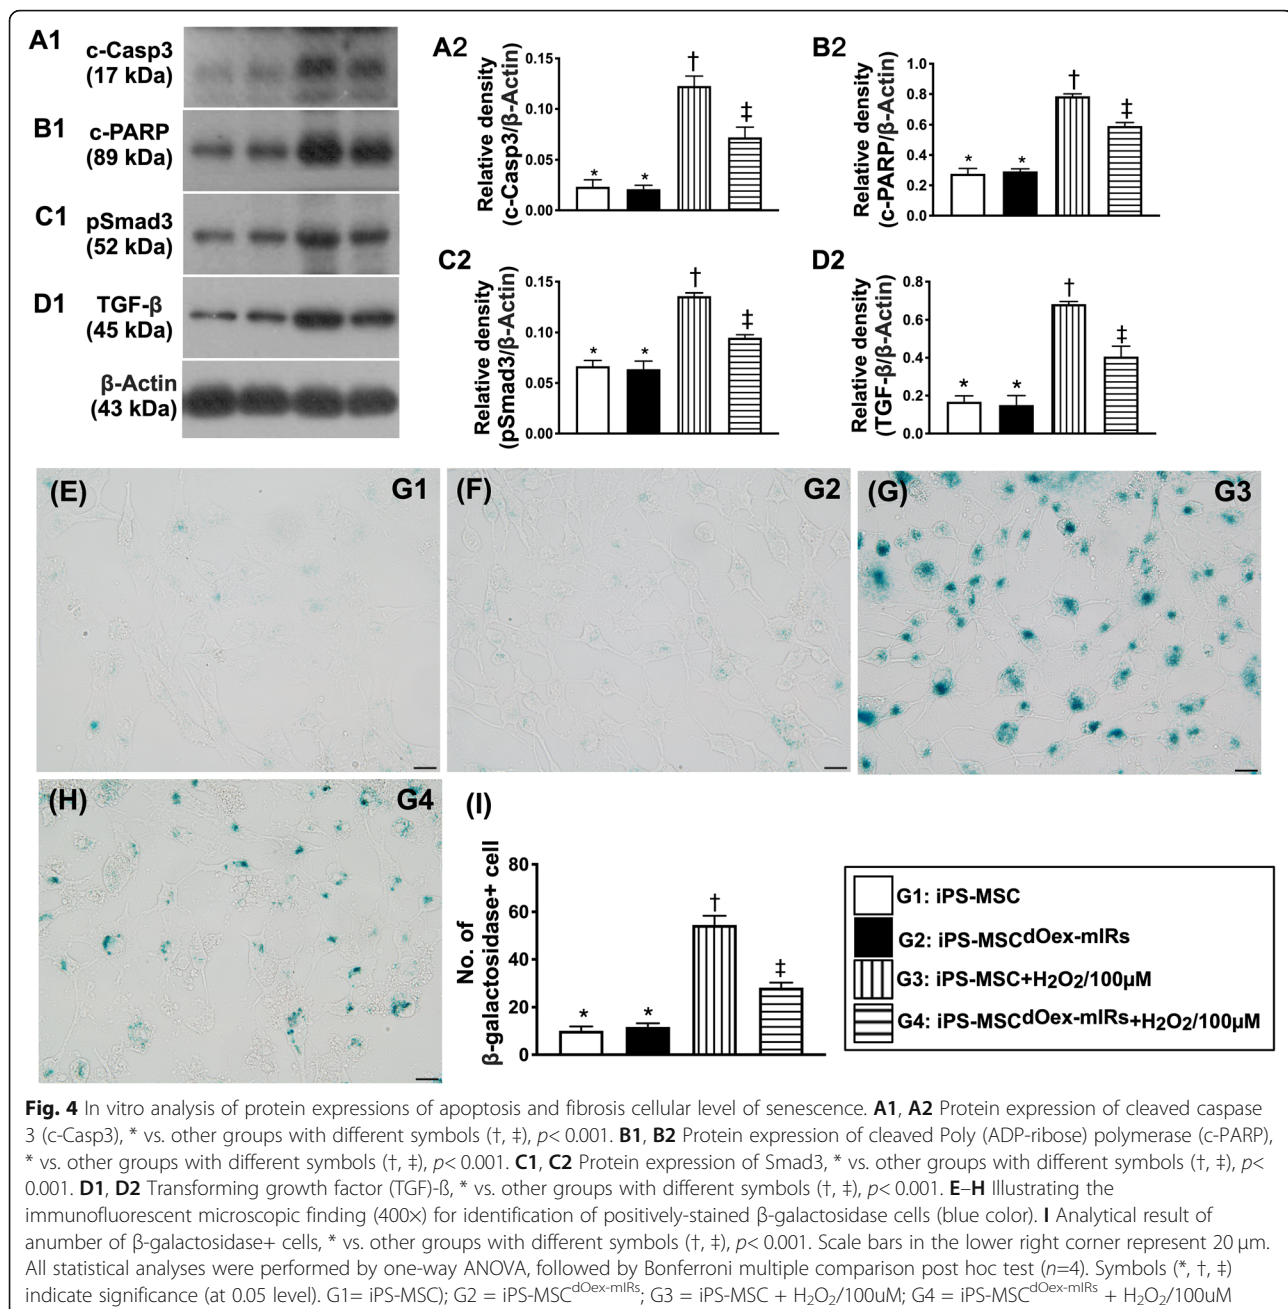 A1
c-Casp3
(17 kDa)
B1
c-PARP
(89 kDa)
C1
pSmad3
(52 kDa)
D1
TGF-β
(45 kDa)
β-Actin
(43 kDa)
A2
Relative density
(c-Casp3/β-Actin)
0.15
0.10
0.05
0.00
*
*
†
‡
B2
Relative density
(c-PARP/β-Actin)
1.0
0.8
0.6
0.4
0.2
0.0
*
*
†
‡
C2
Relative density
(pSmad3/β-Actin)
0.15
0.10
0.05
0.00
*
*
†
‡
D2
Relative density
(TGF-β/β-Actin)
0.8
0.6
0.4
0.2
0.0
*
*
†
‡
(E) G1
(F) G2
(G) G3
(H) G4
(I)
No. of
β-galactosidase+ cell
80
60
40
20
0
*
*
†
‡
G1: iPS-MSC
G2: iPS-MSCdOex-mIRs
G3: iPS-MSC+H2O2/100μM
G4: iPS-MSCdOex-mIRs+H2O2/100μM
Fig. 4 In vitro analysis of protein expressions of apoptosis and fibrosis cellular level of senescence. A1, A2 Protein expression of cleaved caspase
3 (c-Casp3), * vs. other groups with different symbols (†, ‡), p< 0.001. B1, B2 Protein expression of cleaved Poly (ADP-ribose) polymerase (c-PARP),
* vs. other groups with different symbols (†, ‡), p< 0.001. C1, C2 Protein expression of Smad3, * vs. other groups with different symbols (†, ‡), p<
0.001. D1, D2 Transforming growth factor (TGF)-ß, * vs. other groups with different symbols (†, ‡), p< 0.001. E–H Illustrating the
immunofluorescent microscopic finding (400×) for identification of positively-stained β-galactosidase cells (blue color). I Analytical result of
anumber of β-galactosidase+ cells, * vs. other groups with different symbols (†, ‡), p< 0.001. Scale bars in the lower right corner represent 20 μm.
All statistical analyses were performed by one-way ANOVA, followed by Bonferroni multiple comparison post hoc test (n=4). Symbols (*, †, ‡)
indicate significance (at 0.05 level). G1= iPS-MSC); G2 = iPS-MSCdOex-mIRs; G3 = iPS-MSC + H2O2/100uM; G4 = iPS-MSCdOex-mIRs + H2O2/100uM